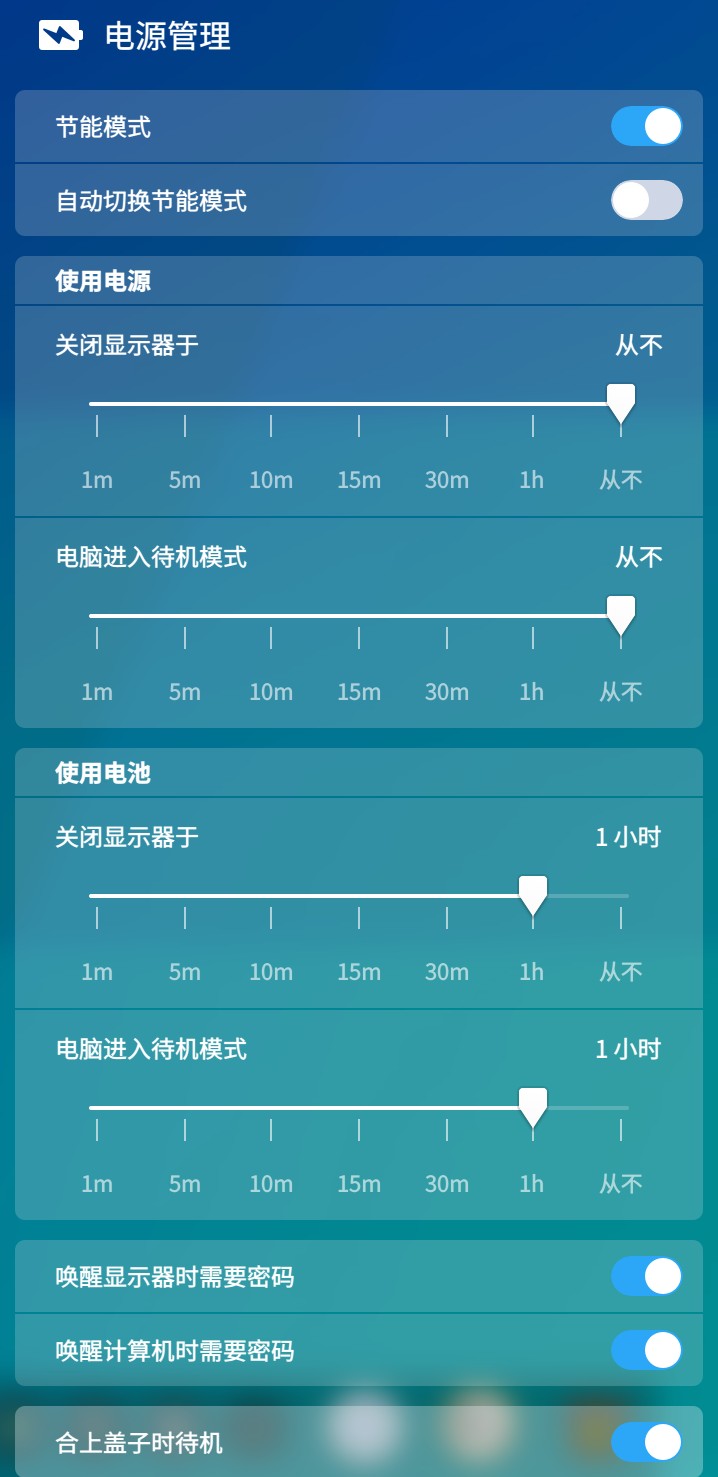 电源管理
节能模式
自动切换节能模式
使用电源
关闭显示器于 从不
1m 5m 10m 15m 30m 1h 从不
电脑进入待机模式 从不
1m 5m 10m 15m 30m 1h 从不
使用电池
关闭显示器于 1 小时
1m 5m 10m 15m 30m 1h 从不
电脑进入待机模式 1 小时
1m 5m 10m 15m 30m 1h 从不
唤醒显示器时需要密码
唤醒计算机时需要密码
合上盖子时待机